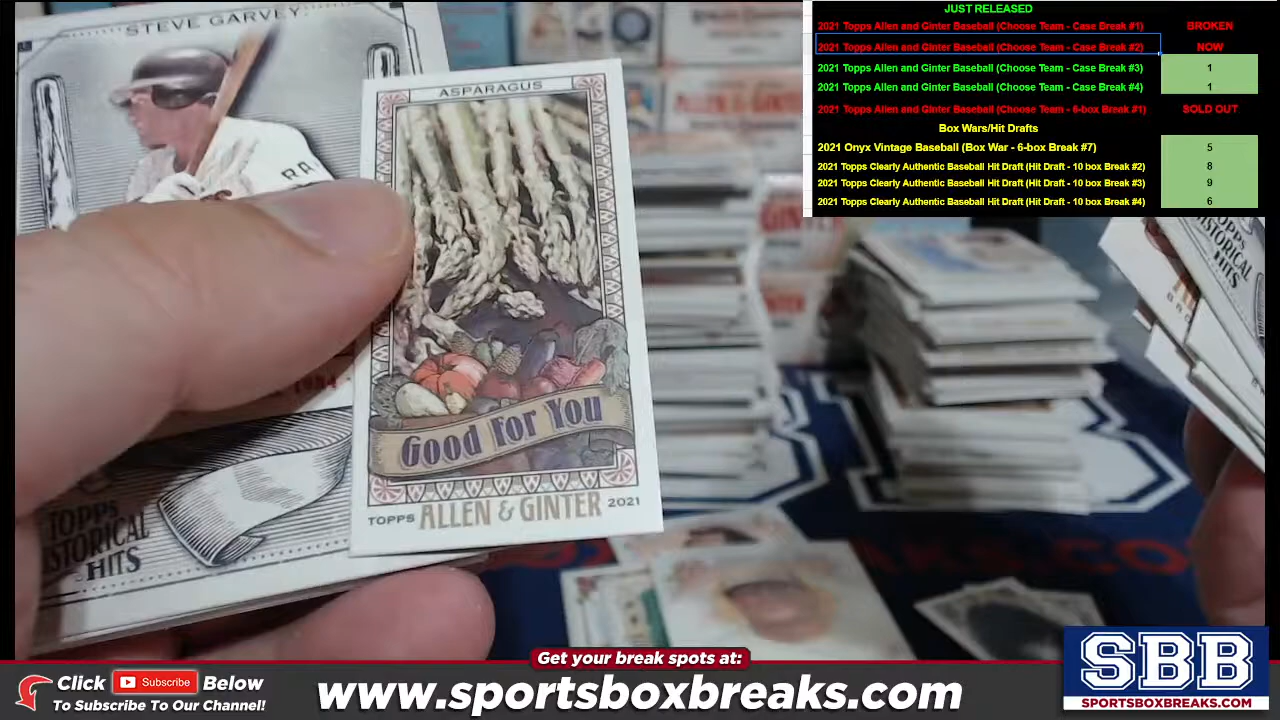 STEVE GARVEY
ASPARAGUS
Good For You
TOPPS ALLEN & GINTER 2021
TOPPS
HISTORICAL
HITS
TOPPS
HISTORICAL
HITS
JUST RELEASED
2021 Topps Allen and Ginter Baseball (Choose Team - Case Break #1) BROKEN
2021 Topps Allen and Ginter Baseball (Choose Team - Case Break #2) NOW
2021 Topps Allen and Ginter Baseball (Choose Team - Case Break #3) 1
2021 Topps Allen and Ginter Baseball (Choose Team - Case Break #4) 1
2021 Topps Allen and Ginter Baseball (Choose Team - 6-box Break #1) SOLD OUT
Box Wars/Hit Drafts
2021 Onyx Vintage Baseball (Box War - 6-box Break #7) 5
2021 Topps Clearly Authentic Baseball Hit Draft (Hit Draft - 10 box Break #2) 8
2021 Topps Clearly Authentic Baseball Hit Draft (Hit Draft - 10 box Break #3) 9
2021 Topps Clearly Authentic Baseball Hit Draft (Hit Draft - 10 box Break #4) 6
Get your break spots at:
Click Subscribe Below
To Subscribe To Our Channel!
www.sportsboxbreaks.com
SBB
SPORTSBOXBREAKS.COM